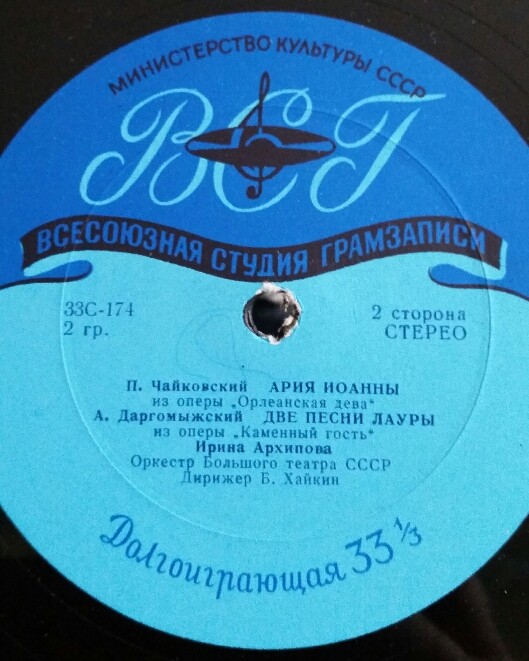 МИНИСТЕРСТВО КУЛЬТУРЫ СССР
ВСГ
ВСЕСОЮЗНАЯ СТУДИЯ ГРАМЗАПИСИ
33С-174
2 гр.
2 сторона
СТЕРЕО
П. Чайковский АРИЯ ИОАННЫ
из оперы „Орлеанская дева“
А. Даргомыжский ДВЕ ПЕСНИ ЛАУРЫ
из оперы „Каменный гость“
Ирина Архипова
Оркестр Большого театра СССР
Дирижер Б. Хайкин
Долгоиграющая 33 1/3